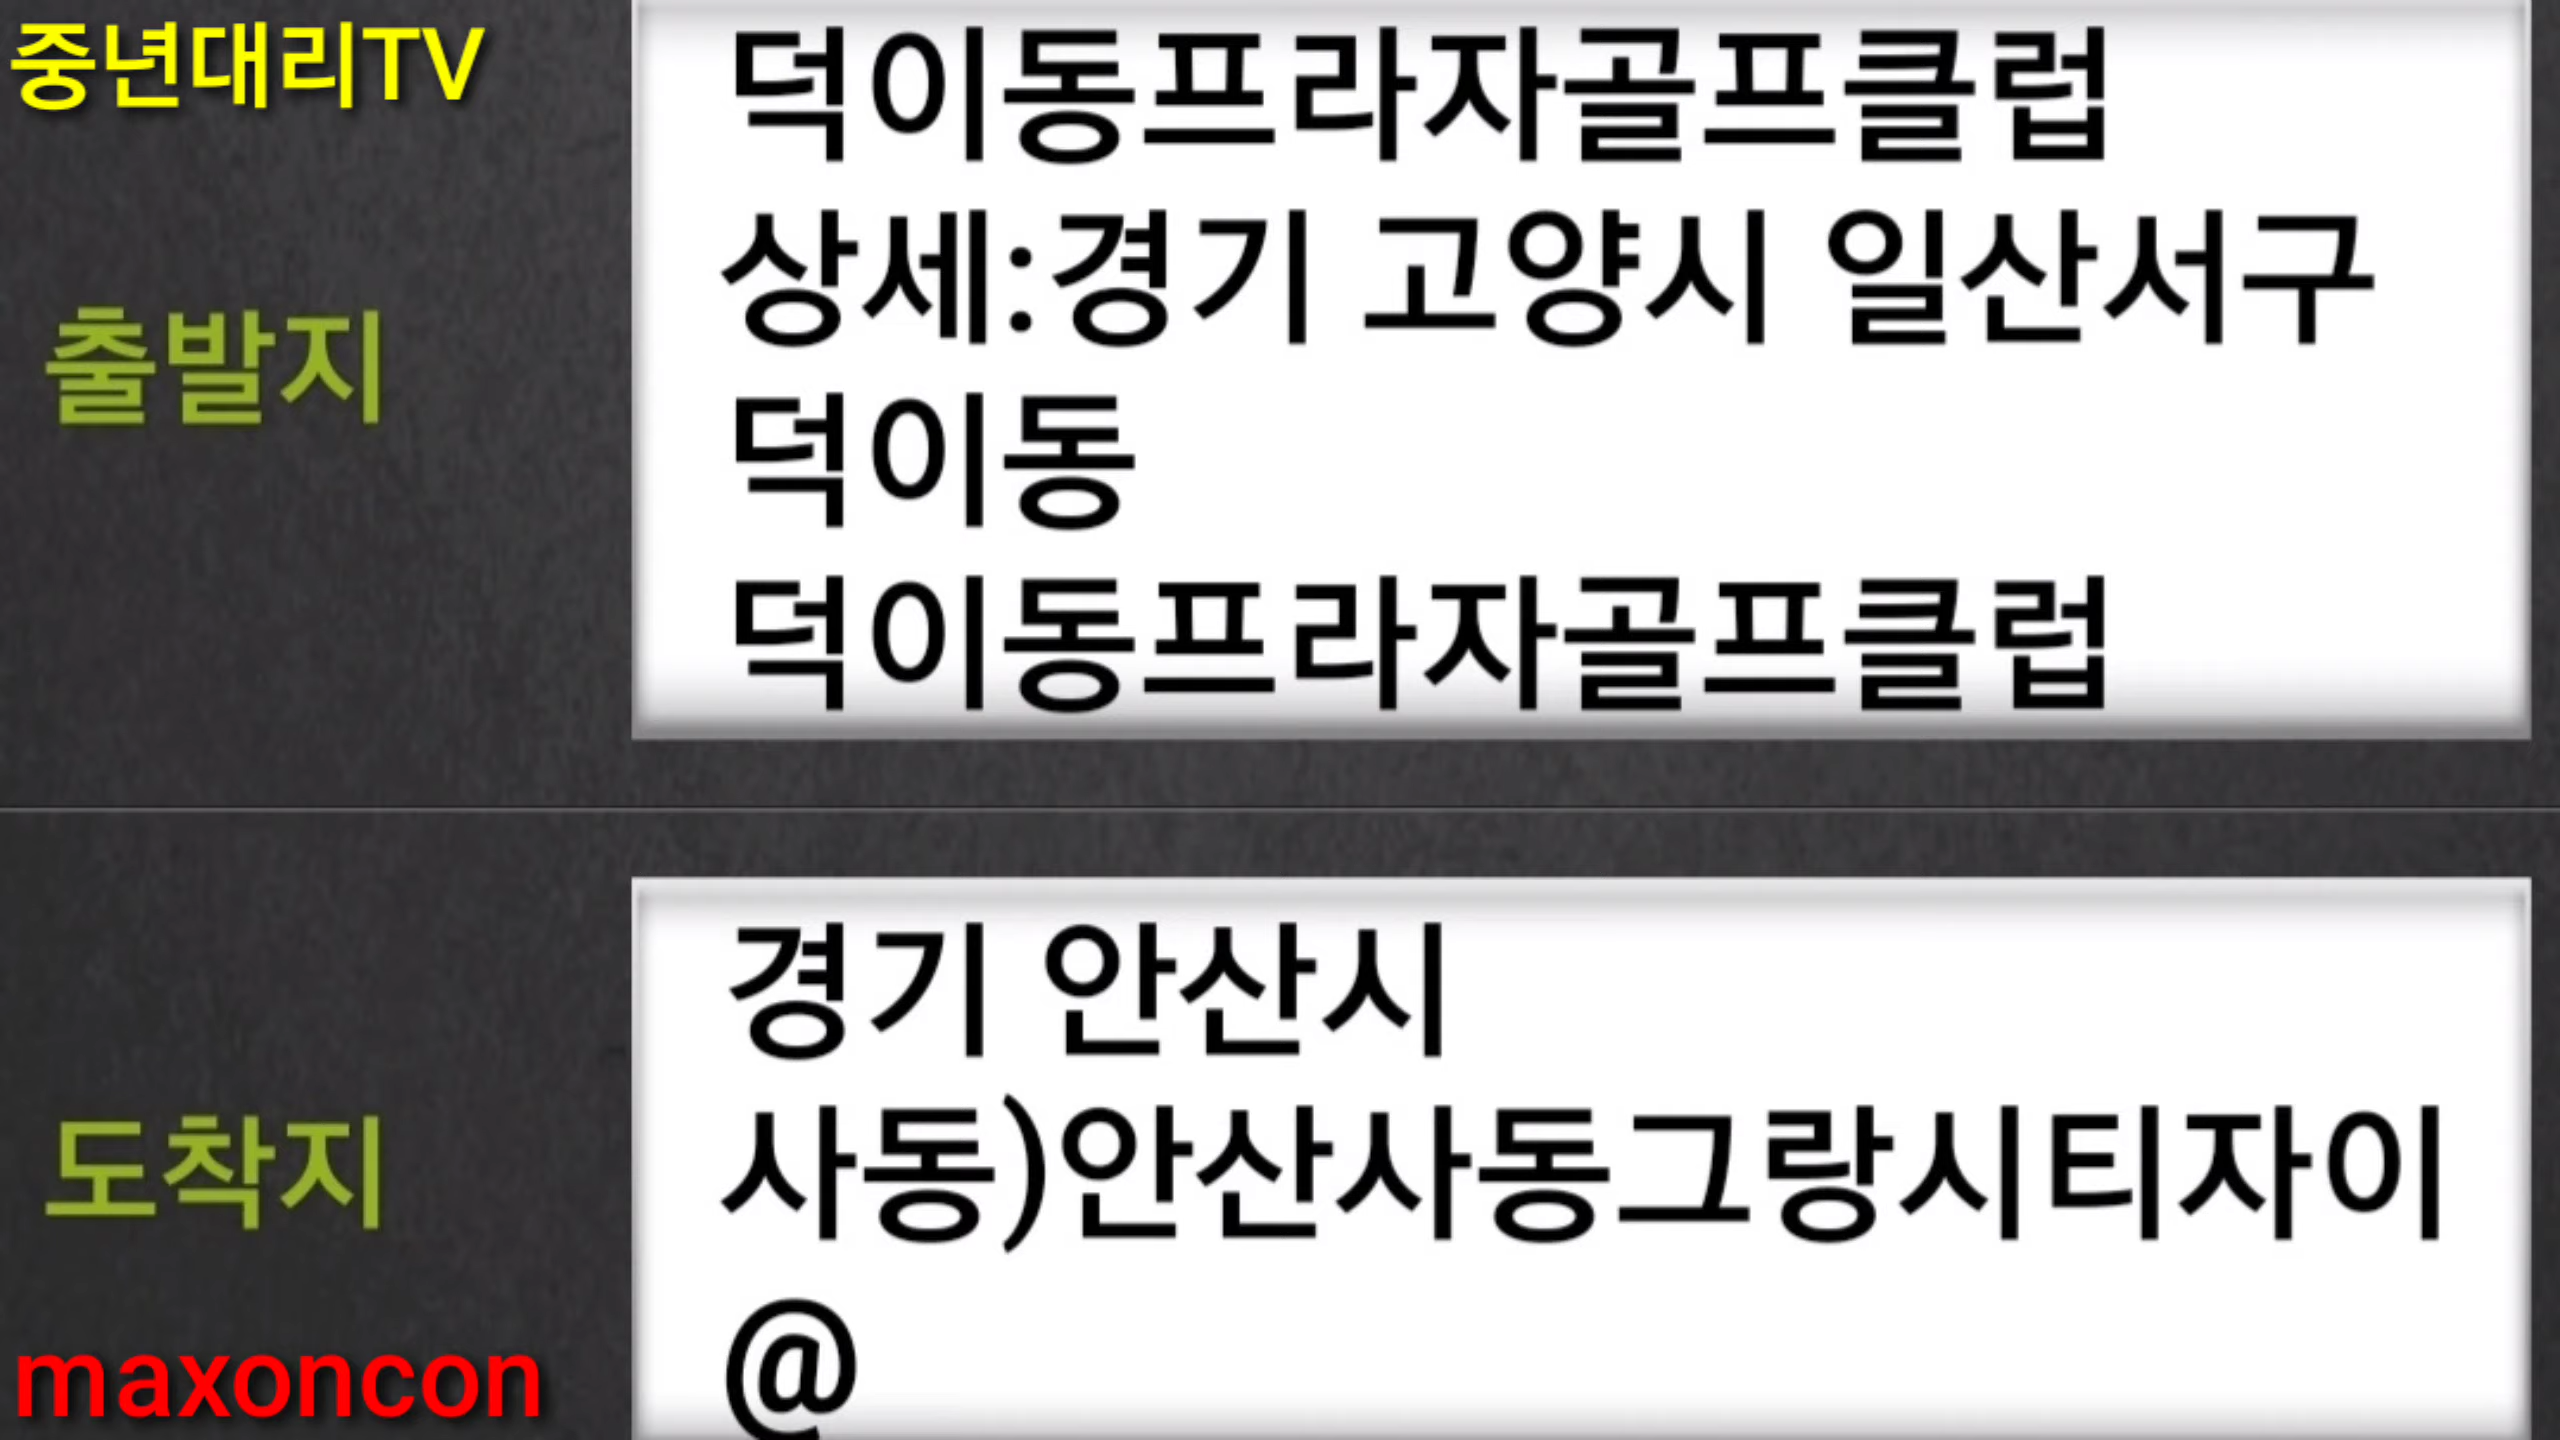 중년대리TV
덕이동프라자골프클럽
상세:경기 고양시 일산서구
출발지
덕이동
덕이동프라자골프클럽
경기 안산시
도착지
사동)안산사동그랑시티자이
@
maxoncon